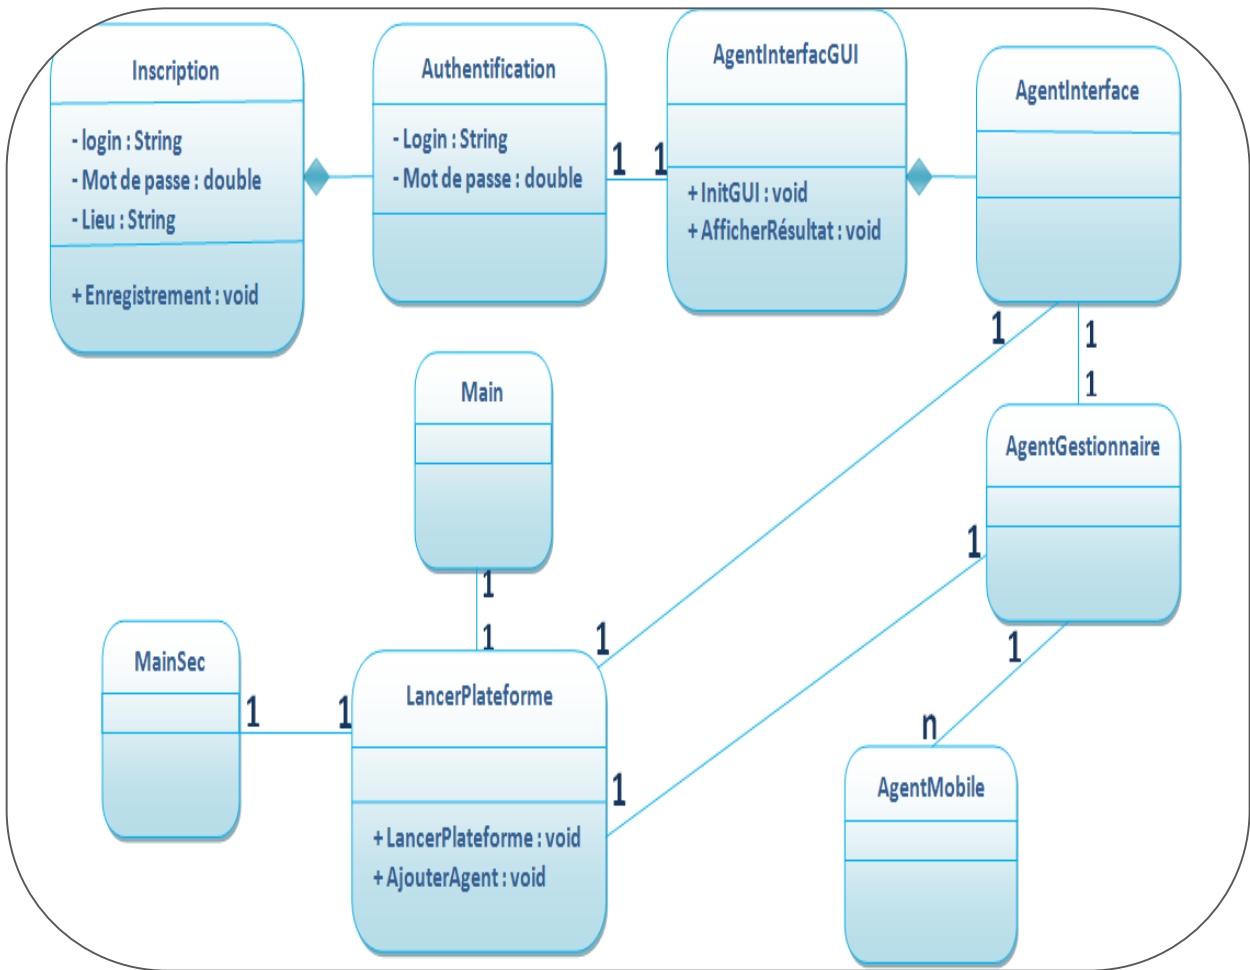 Inscription
- login : String
- Mot de passe : double
- Lieu : String
+ Enregistrement : void
Authentification
- Login : String
- Mot de passe : double
1 1
AgentInterfacGUI
+ InitGUI : void
+ AfficherRésultat : void
AgentInterface
1
1
1
AgentGestionnaire
Main
1
1
1
1
1
MainSec
1 1
LancerPlateforme
+ LancerPlateforme : void
+ AjouterAgent : void
1
n
AgentMobile